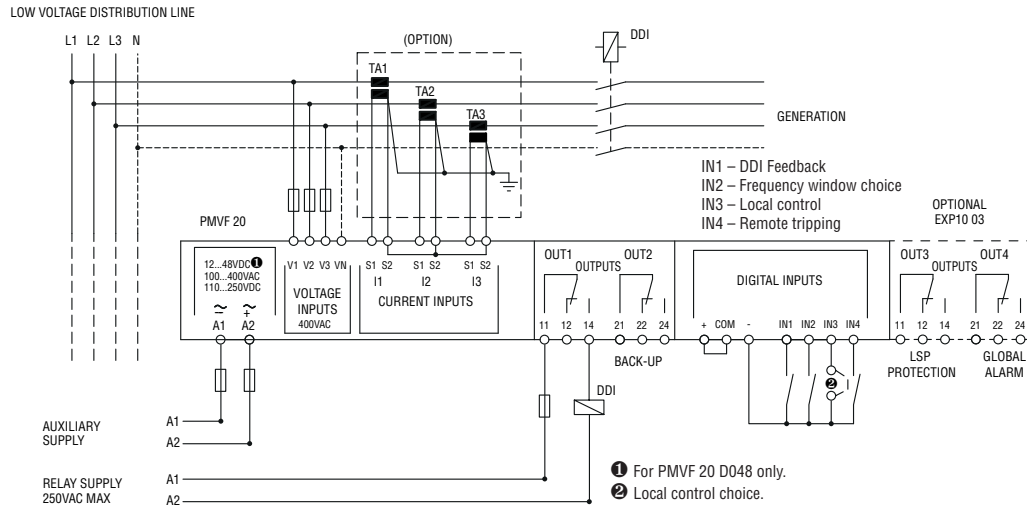 LOW VOLTAGE DISTRIBUTION LINE
L1 L2 L3 N
(OPTION)
DDI
TA1
TA2
TA3
GENERATION
IN1 – DDI Feedback
IN2 – Frequency window choice
IN3 – Local control
IN4 – Remote tripping
OPTIONAL
EXP10 03
PMVF 20
12...48VDC❶
100...400VAC
110...250VDC
~ ~
– +
A1 A2
V1 V2 V3 VN
VOLTAGE
INPUTS
400VAC
S1 S2 S1 S2 S1 S2
I1 I2 I3
CURRENT INPUTS
OUT1 OUT2
OUTPUTS
11 12 14 21 22 24
BACK-UP
DIGITAL INPUTS
+ COM - IN1 IN2 IN3 IN4
❷
OUT3 OUT4
OUTPUTS
11 12 14 21 22 24
LSP
PROTECTION
GLOBAL
ALARM
DDI
AUXILIARY
SUPPLY
A1
A2
RELAY SUPPLY
250VAC MAX
A1
A2
❶ For PMVF 20 D048 only.
❷ Local control choice.